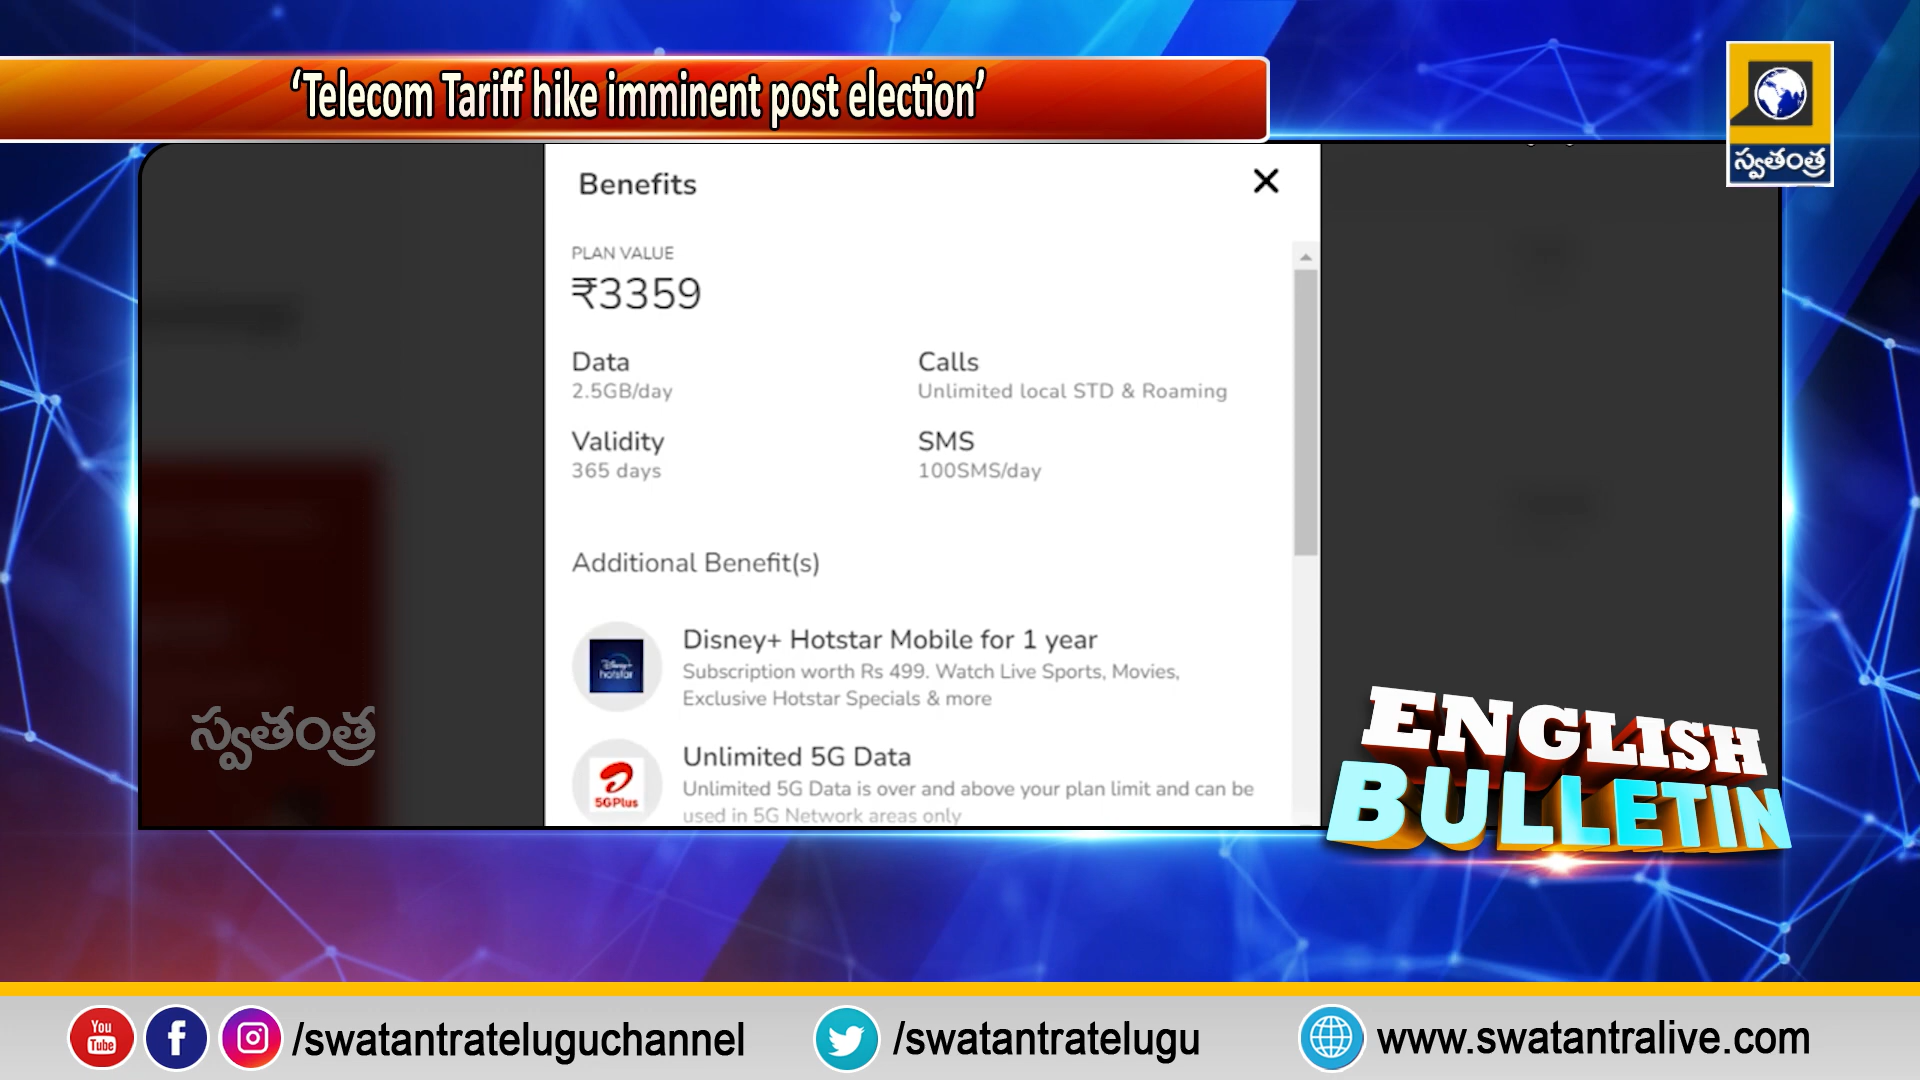 ‘Telecom Tariff hike imminent post election’
స్వతంత్ర
Benefits
PLAN VALUE
₹3359
Data
2.5GB/day
Calls
Unlimited local STD & Roaming
Validity
365 days
SMS
100SMS/day
Additional Benefit(s)
Disney+ hotstar
Disney+ Hotstar Mobile for 1 year
Subscription worth Rs 499. Watch Live Sports, Movies,
Exclusive Hotstar Specials & more
5GPlus
Unlimited 5G Data
Unlimited 5G Data is over and above your plan limit and can be
used in 5G Network areas only
స్వతంత్ర
ENGLISH
BULLETIN
You
Tube
/swatantrateluguchannel
/swatantratelugu
www.swatantralive.com